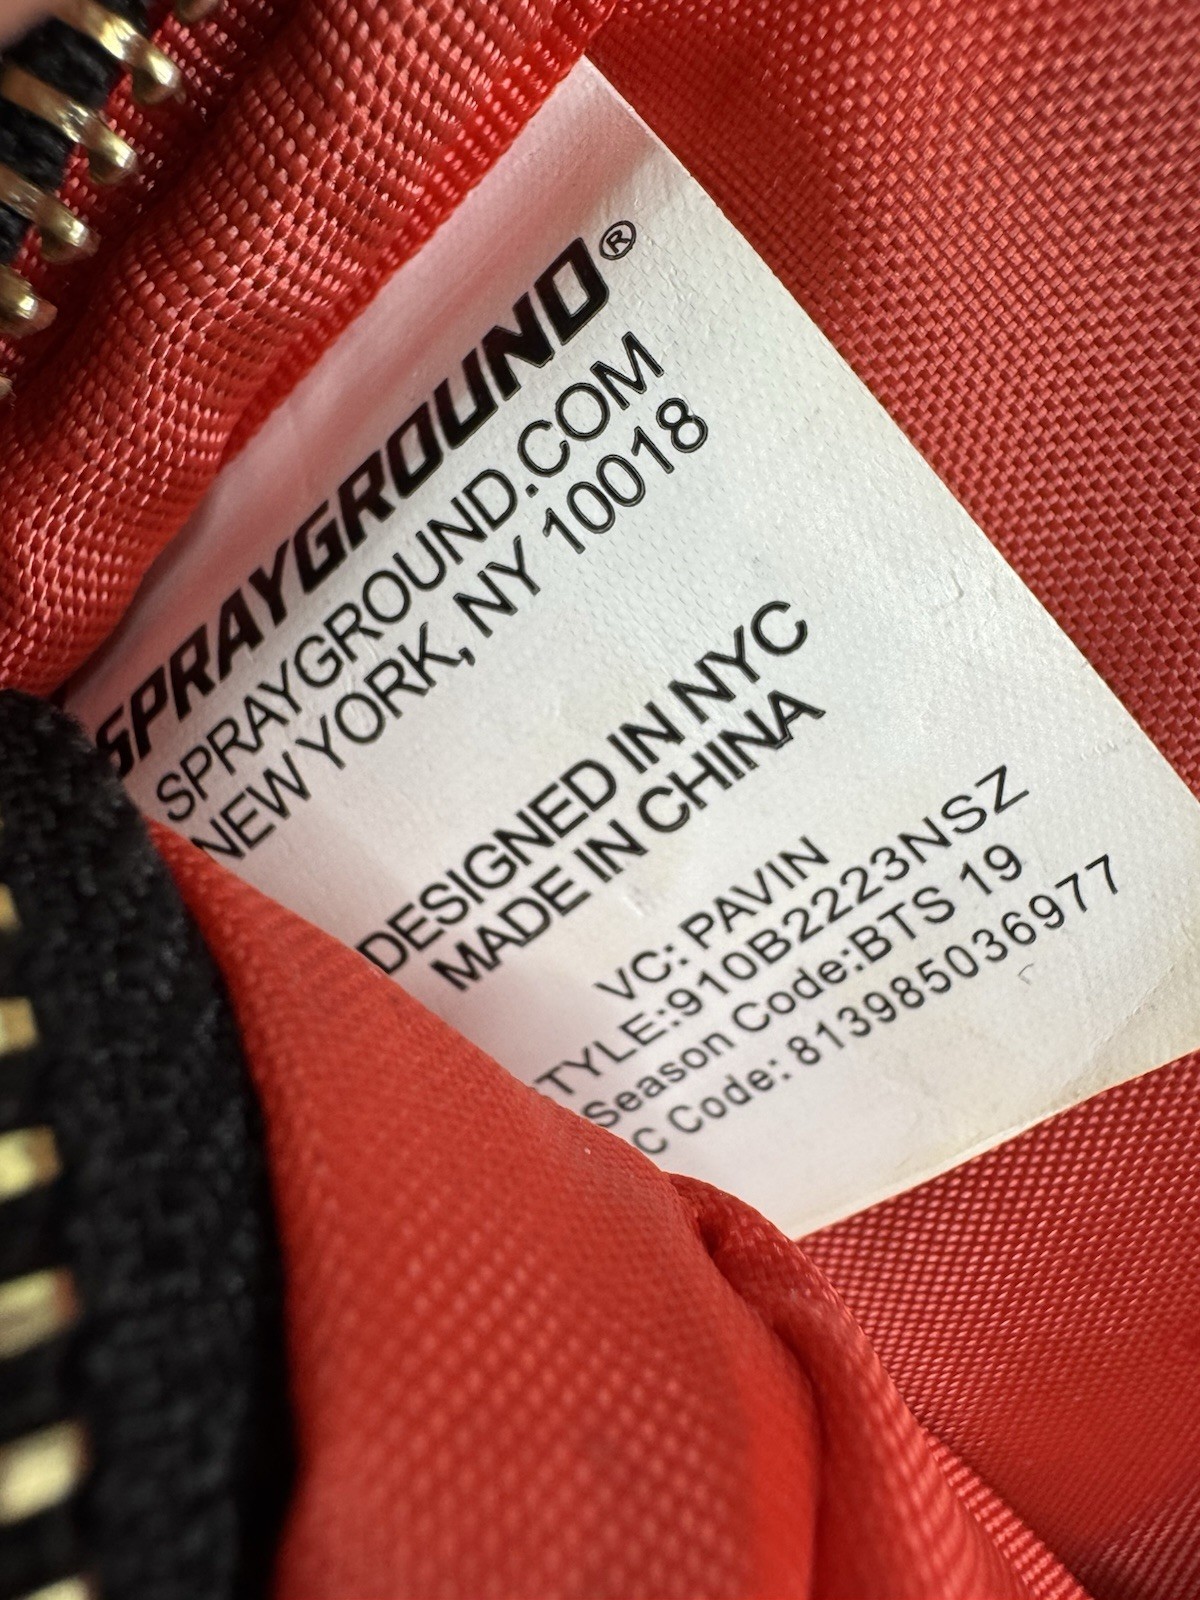 SPRAYGROUND®
SPRAYGROUND.COM
NEW YORK, NY 10018
DESIGNED IN NYC
MADE IN CHINA
VC: PAVIN
TYLE:910B2223NSZ
Season Code:BTS 19
C Code: 813985036977